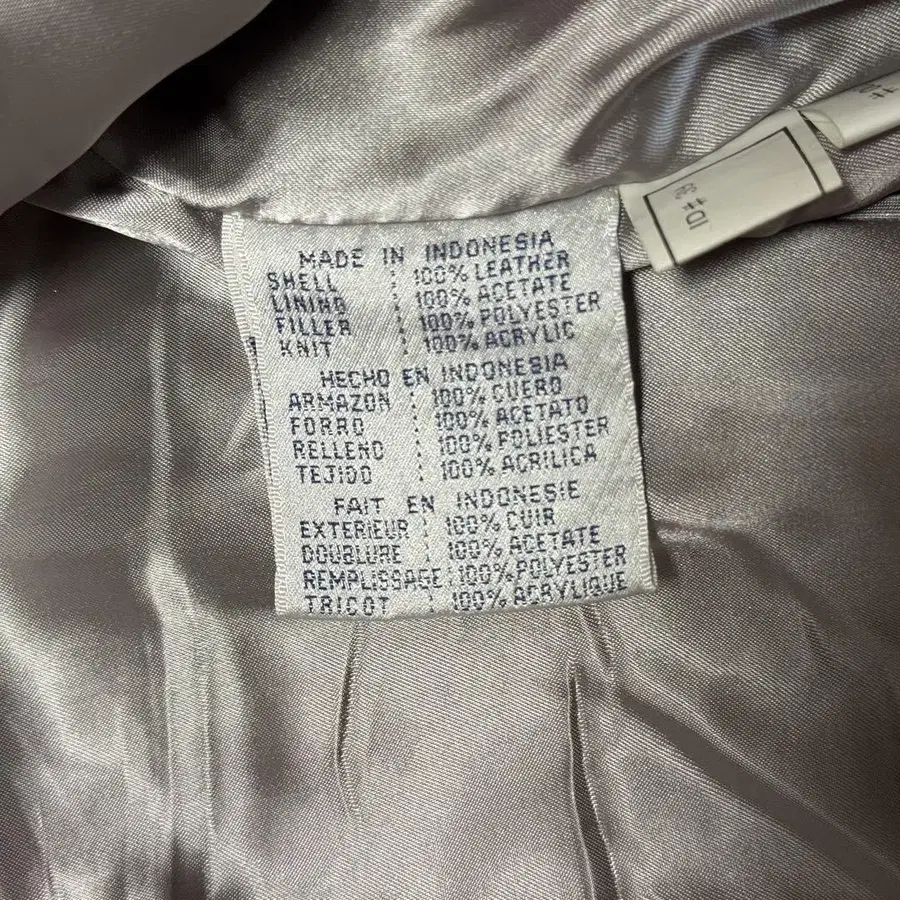 MADE IN INDONESIA
SHELL : 100% LEATHER
LINING : 100% ACETATE
FILLER : 100% POLYESTER
KNIT : 100% ACRYLIC
HECHO EN INDONESIA
ARMAZON : 100% CUERO
FORRO : 100% ACETATO
RELLENO : 100% POLIESTER
TEJIDO : 100% ACRILICA
FAIT EN INDONESIE
EXTERIEUR : 100% CUIR
DOUBLURE : 100% ACETATE
REMPLISSAGE : 100% POLYESTER
TRICOT : 100% ACRYLIQUE
ID# 39